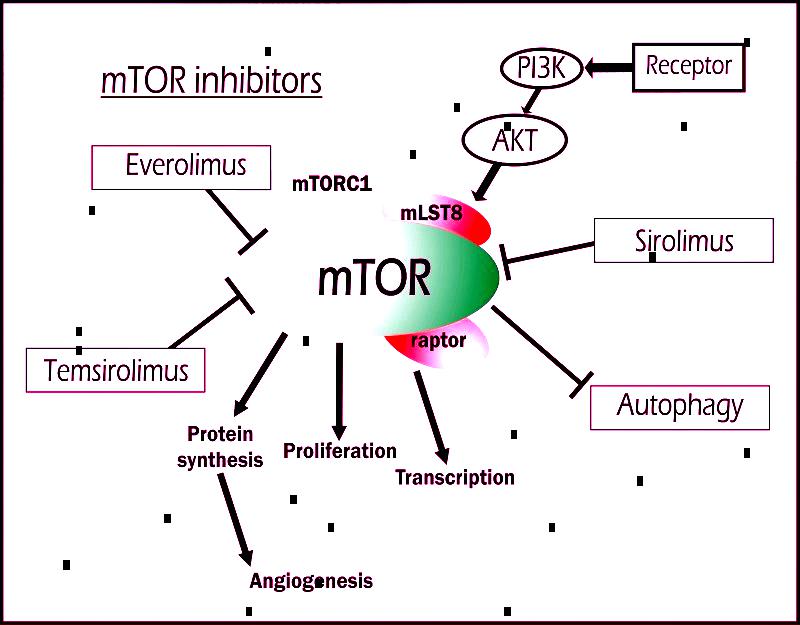 mTOR inhibitors
PI3K
Receptor
AKT
Everolimus
mTORC1
mLST8
Sirolimus
mTOR
raptor
Temsirolimus
Autophagy
Protein
synthesis
Proliferation
Transcription
Angiogenesis